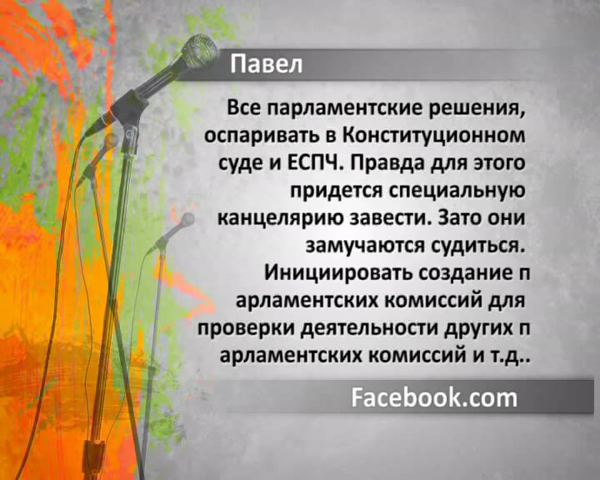 Павел
Все парламентские решения,
оспаривать в Конституционном
суде и ЕСПЧ. Правда для этого
придется специальную
канцелярию завести. Зато они
замучаются судиться.
Инициировать создание п
арламентских комиссий для
проверки деятельности других п
арламентских комиссий и т.д..
Facebook.com